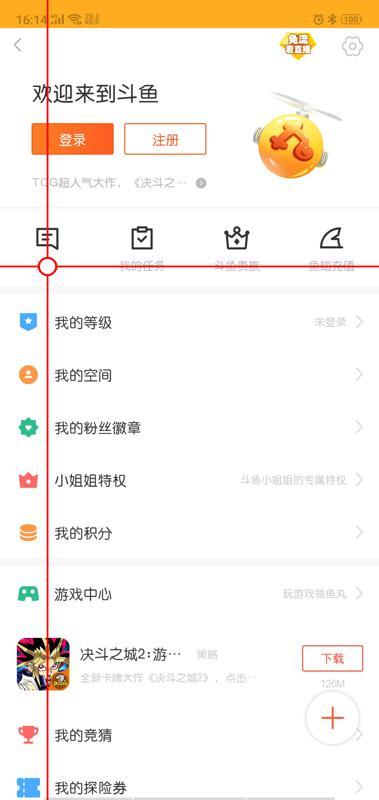 16:14
100
免流
看直播
欢迎来到斗鱼
登录
注册
TCG超人气大作，《决斗之…
我的任务
斗鱼贵族
鱼翅充值
我的等级
未登录
我的空间
我的粉丝徽章
小姐姐特权
斗鱼小姐姐的专属特权
我的积分
游戏中心
玩游戏领鱼丸
决斗之城2:游…
策略
下载
全新卡牌大作《决斗之城2》，点击…
126M
我的竞猜
我的探险券